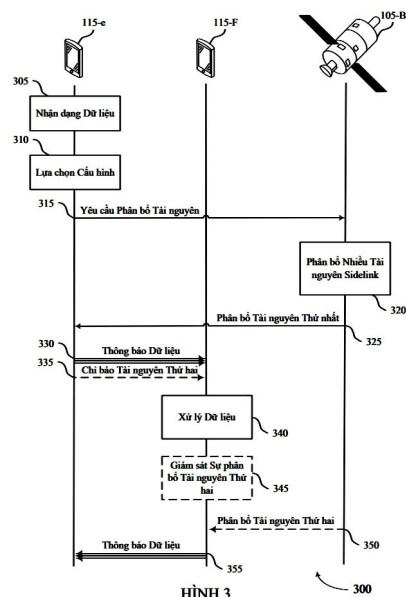 115-e
115-F
105-B
305
Nhận dạng Dữ liệu
310
Lựa chọn Cấu hình
315
Yêu cầu Phân bổ Tài nguyên
Phân bổ Nhiều Tài
nguyên Sidelink
320
Phân bổ Tài nguyên Thứ nhất
325
330
Thông báo Dữ liệu
335
Chỉ báo Tài nguyên Thứ hai
Xử lý Dữ liệu
340
Giám sát Sự phân
bổ Tài nguyên Thứ
hai
345
Phân bổ Tài nguyên Thứ hai
350
Thông báo Dữ liệu
355
HÌNH 3
300